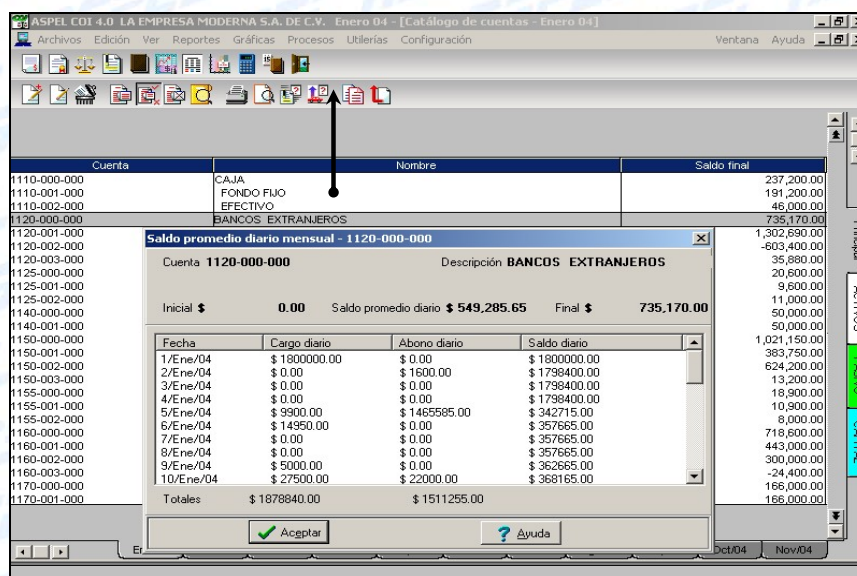 ASPEL COI 4.0 LA EMPRESA MODERNA S.A. DE C.V. Enero 04 - [Catálogo de cuentas - Enero 04]
Archivos Edición Ver Reportes Gráficas Procesos Utilerías Configuración Ventana Ayuda
Cuenta Nombre Saldo final
1110-000-000 CAJA 237,200.00
1110-001-000 FONDO FIJO 191,200.00
1110-002-000 EFECTIVO 46,000.00
1120-000-000 BANCOS EXTRANJEROS 735,170.00
1120-001-000 1,302,690.00
1120-002-000 -603,400.00
1120-003-000 35,880.00
1125-000-000 20,600.00
1125-001-000 9,600.00
1125-002-000 11,000.00
1140-000-000 50,000.00
1140-001-000 50,000.00
1150-000-000 1,021,150.00
1150-001-000 383,750.00
1150-002-000 624,200.00
1150-003-000 13,200.00
1155-000-000 18,900.00
1155-001-000 10,900.00
1155-002-000 8,000.00
1160-000-000 718,600.00
1160-001-000 443,000.00
1160-002-000 300,000.00
1160-003-000 -24,400.00
1170-000-000 166,000.00
1170-001-000 166,000.00
Saldo promedio diario mensual - 1120-000-000
Cuenta 1120-000-000 Descripción BANCOS EXTRANJEROS
Inicial $ 0.00 Saldo promedio diario $ 549,285.65 Final $ 735,170.00
Fecha Cargo diario Abono diario Saldo diario
1/Ene/04 $ 1800000.00 $ 0.00 $ 1800000.00
2/Ene/04 $ 0.00 $ 1600.00 $ 1798400.00
3/Ene/04 $ 0.00 $ 0.00 $ 1798400.00
4/Ene/04 $ 0.00 $ 0.00 $ 1798400.00
5/Ene/04 $ 9900.00 $ 1465585.00 $ 342715.00
6/Ene/04 $ 14950.00 $ 0.00 $ 357665.00
7/Ene/04 $ 0.00 $ 0.00 $ 357665.00
8/Ene/04 $ 0.00 $ 0.00 $ 357665.00
9/Ene/04 $ 5000.00 $ 0.00 $ 362665.00
10/Ene/04 $ 27500.00 $ 22000.00 $ 368165.00
Totales $ 1878840.00 $ 1511255.00
Aceptar Ayuda
Oct/04 Nov/04